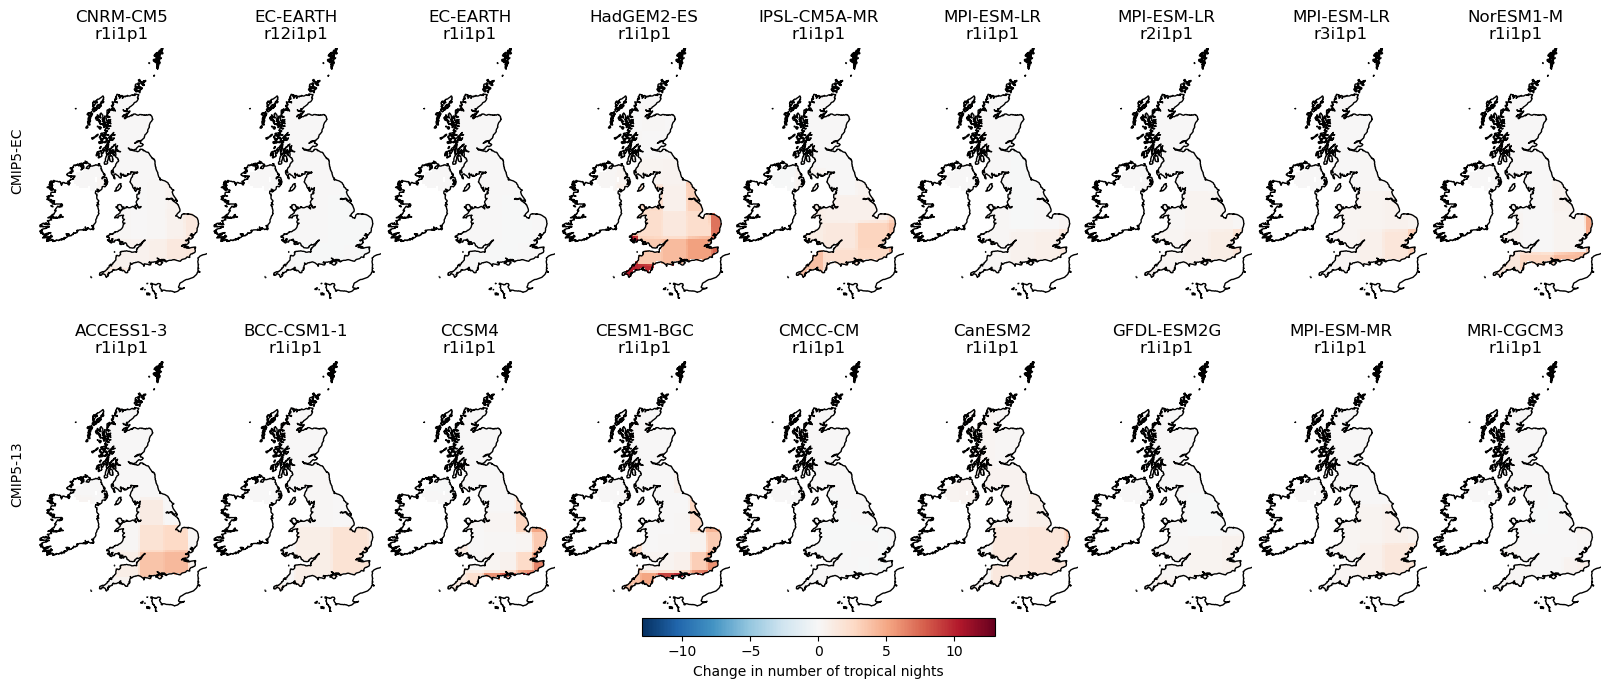 CNRM-CM5
r1i1p1
EC-EARTH
r12i1p1
EC-EARTH
r1i1p1
HadGEM2-ES
r1i1p1
IPSL-CM5A-MR
r1i1p1
MPI-ESM-LR
r1i1p1
MPI-ESM-LR
r2i1p1
MPI-ESM-LR
r3i1p1
NorESM1-M
r1i1p1
CMIP5-EC
ACCESS1-3
r1i1p1
BCC-CSM1-1
r1i1p1
CCSM4
r1i1p1
CESM1-BGC
r1i1p1
CMCC-CM
r1i1p1
CanESM2
r1i1p1
GFDL-ESM2G
r1i1p1
MPI-ESM-MR
r1i1p1
MRI-CGCM3
r1i1p1
CMIP5-13
−10 −5 0 5 10
Change in number of tropical nights